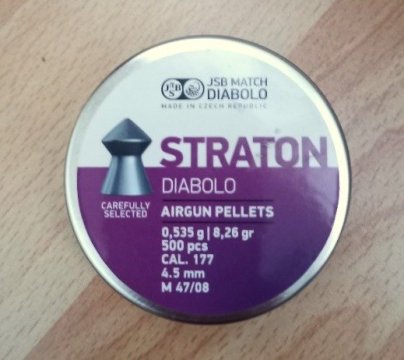 JSB
JSB MATCH
DIABOLO
MADE IN CZECH REPUBLIC
STRATON
DIABOLO
CAREFULLY
SELECTED
AIRGUN PELLETS
0,535 g | 8,26 gr
500 pcs
CAL. 177
4.5 mm
M 47/08